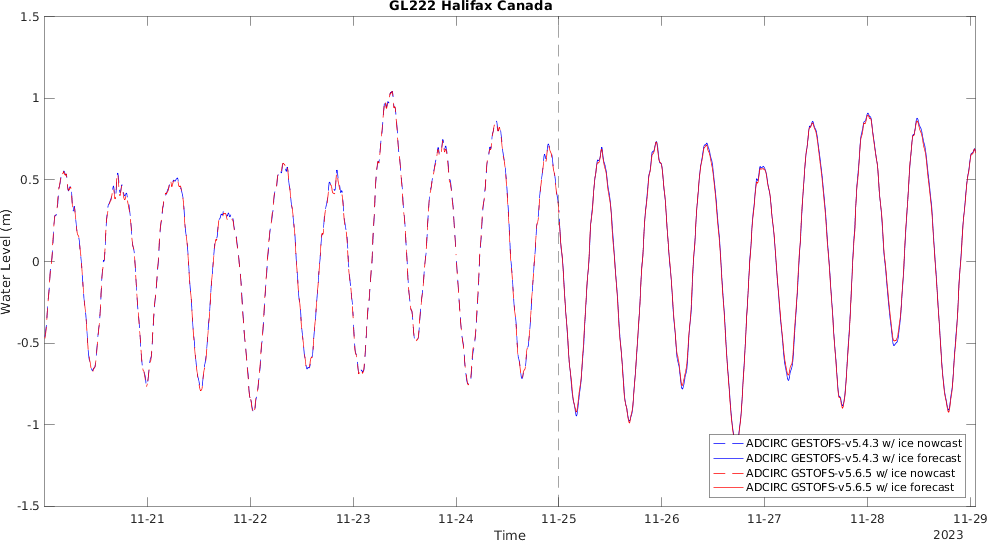 GL222 Halifax Canada
1.5
1
0.5
0
-0.5
-1
-1.5
Water Level (m)
11-21
11-22
11-23
11-24
11-25
11-26
11-27
11-28
11-29
Time
2023
ADCIRC GESTOFS-v5.4.3 w/ ice nowcast
ADCIRC GESTOFS-v5.4.3 w/ ice forecast
ADCIRC GSTOFS-v5.6.5 w/ ice nowcast
ADCIRC GSTOFS-v5.6.5 w/ ice forecast